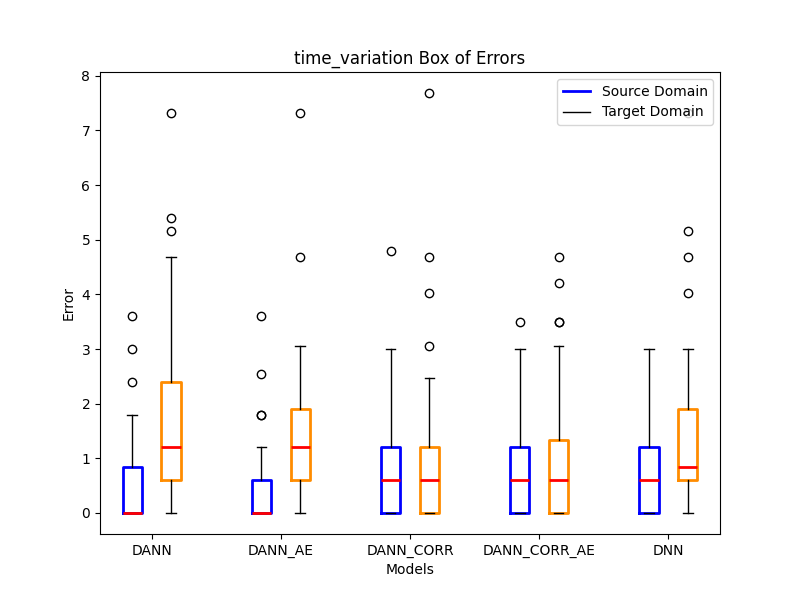 time_variation Box of Errors
Source Domain
Target Domain
8
7
6
5
4
3
2
1
0
Error
DANN
DANN_AE
DANN_CORR
DANN_CORR_AE
DNN
Models